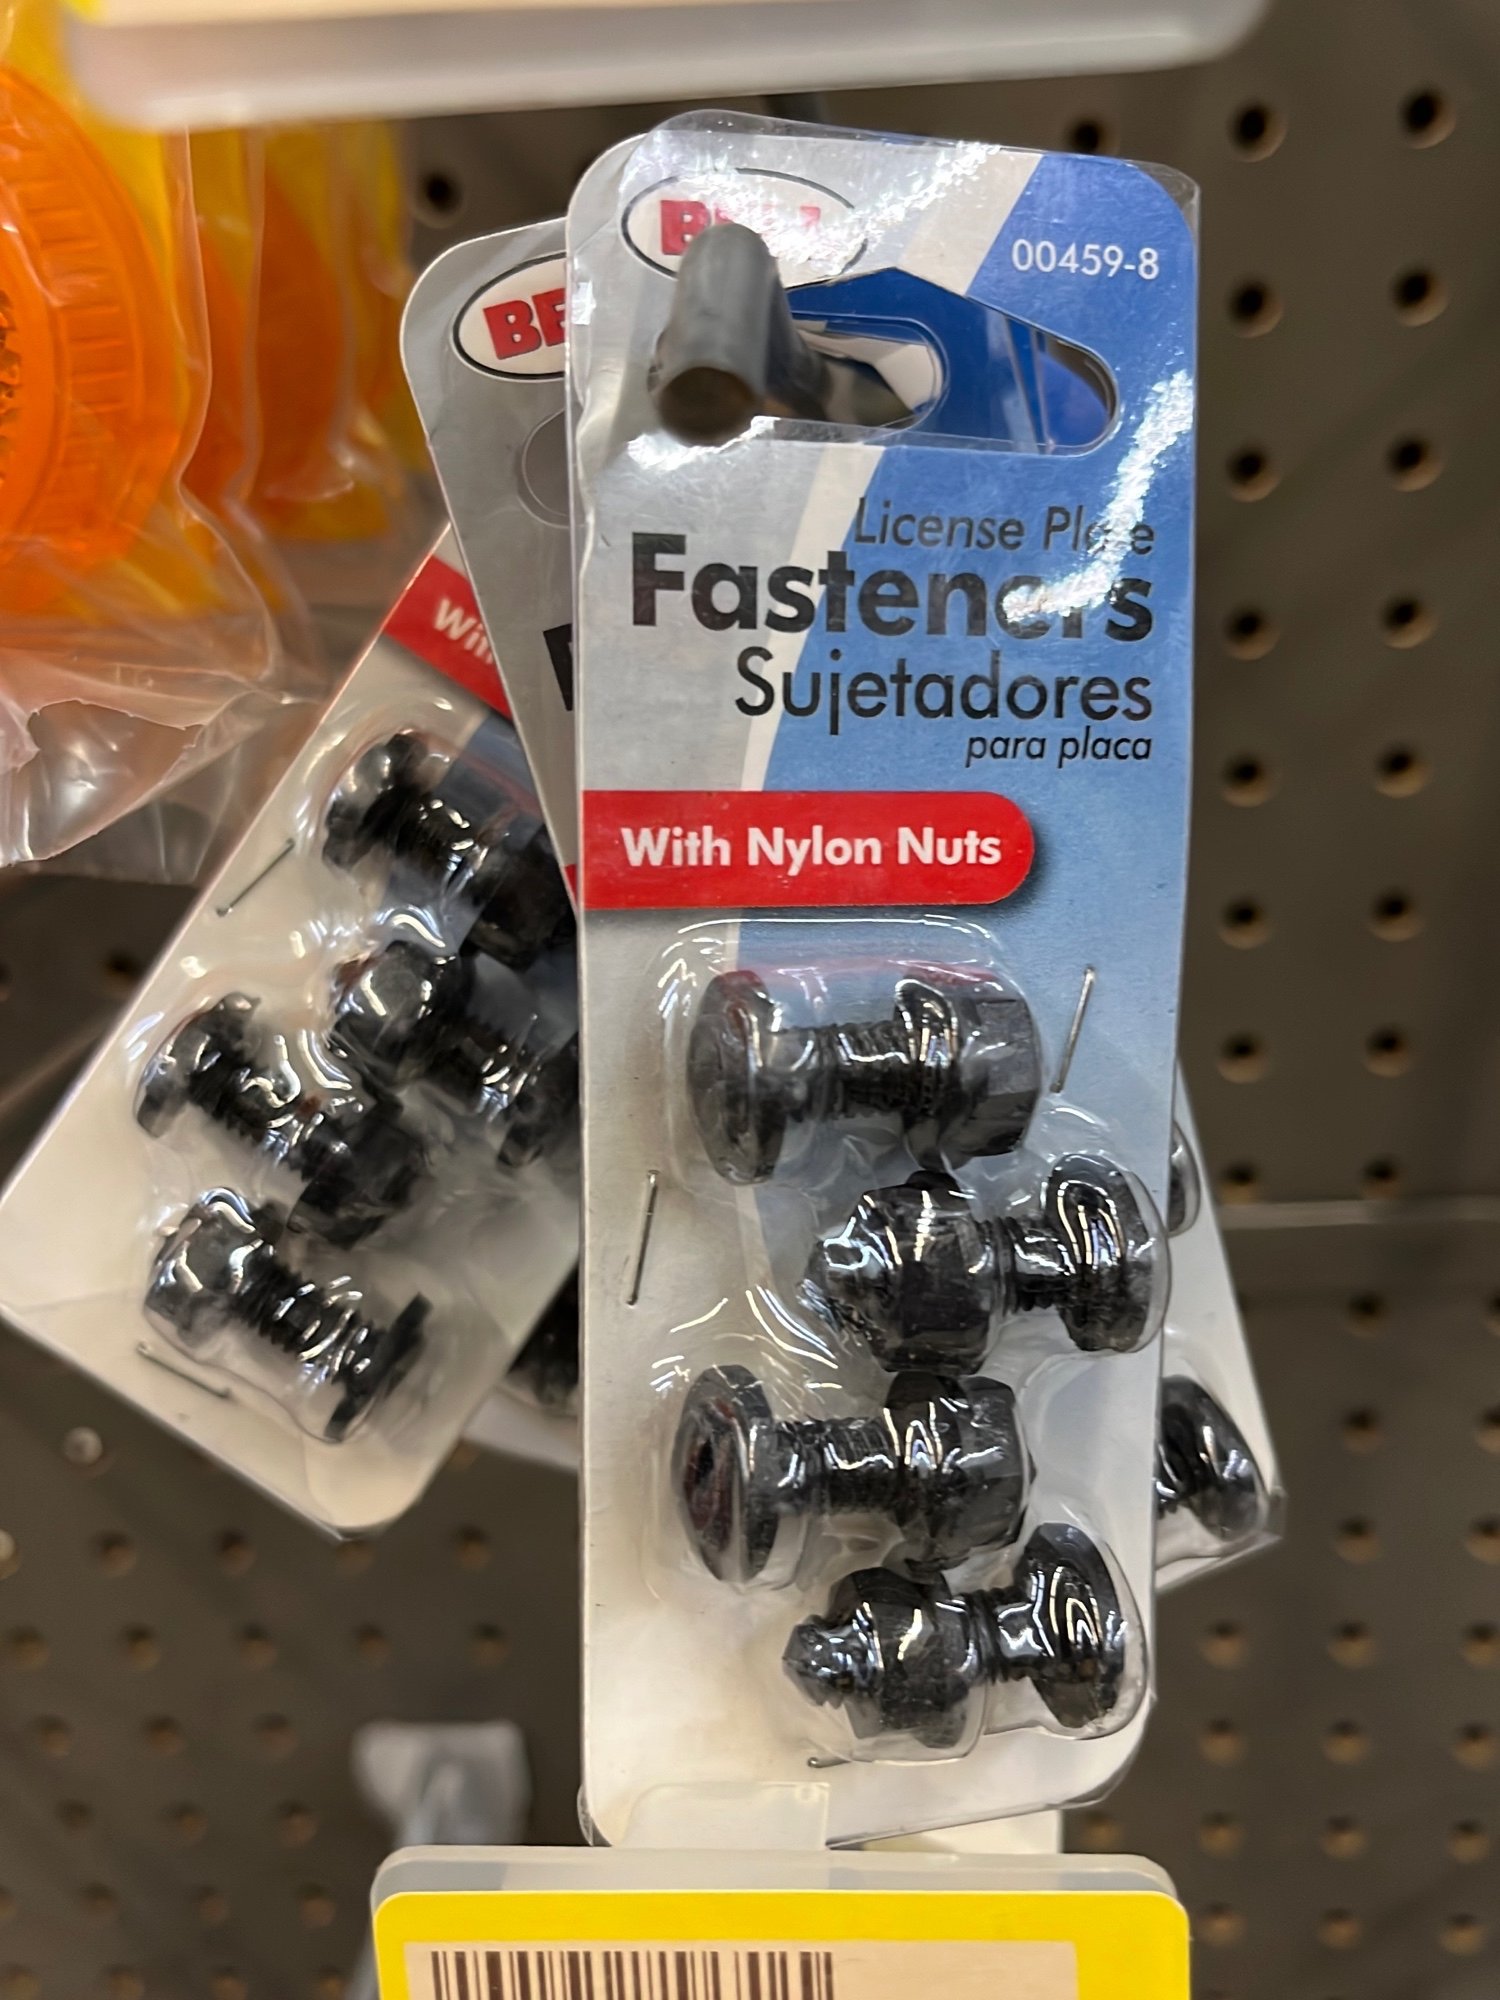 00459-8
License Plate
Fasteners
Sujetadores
para placa
With Nylon Nuts